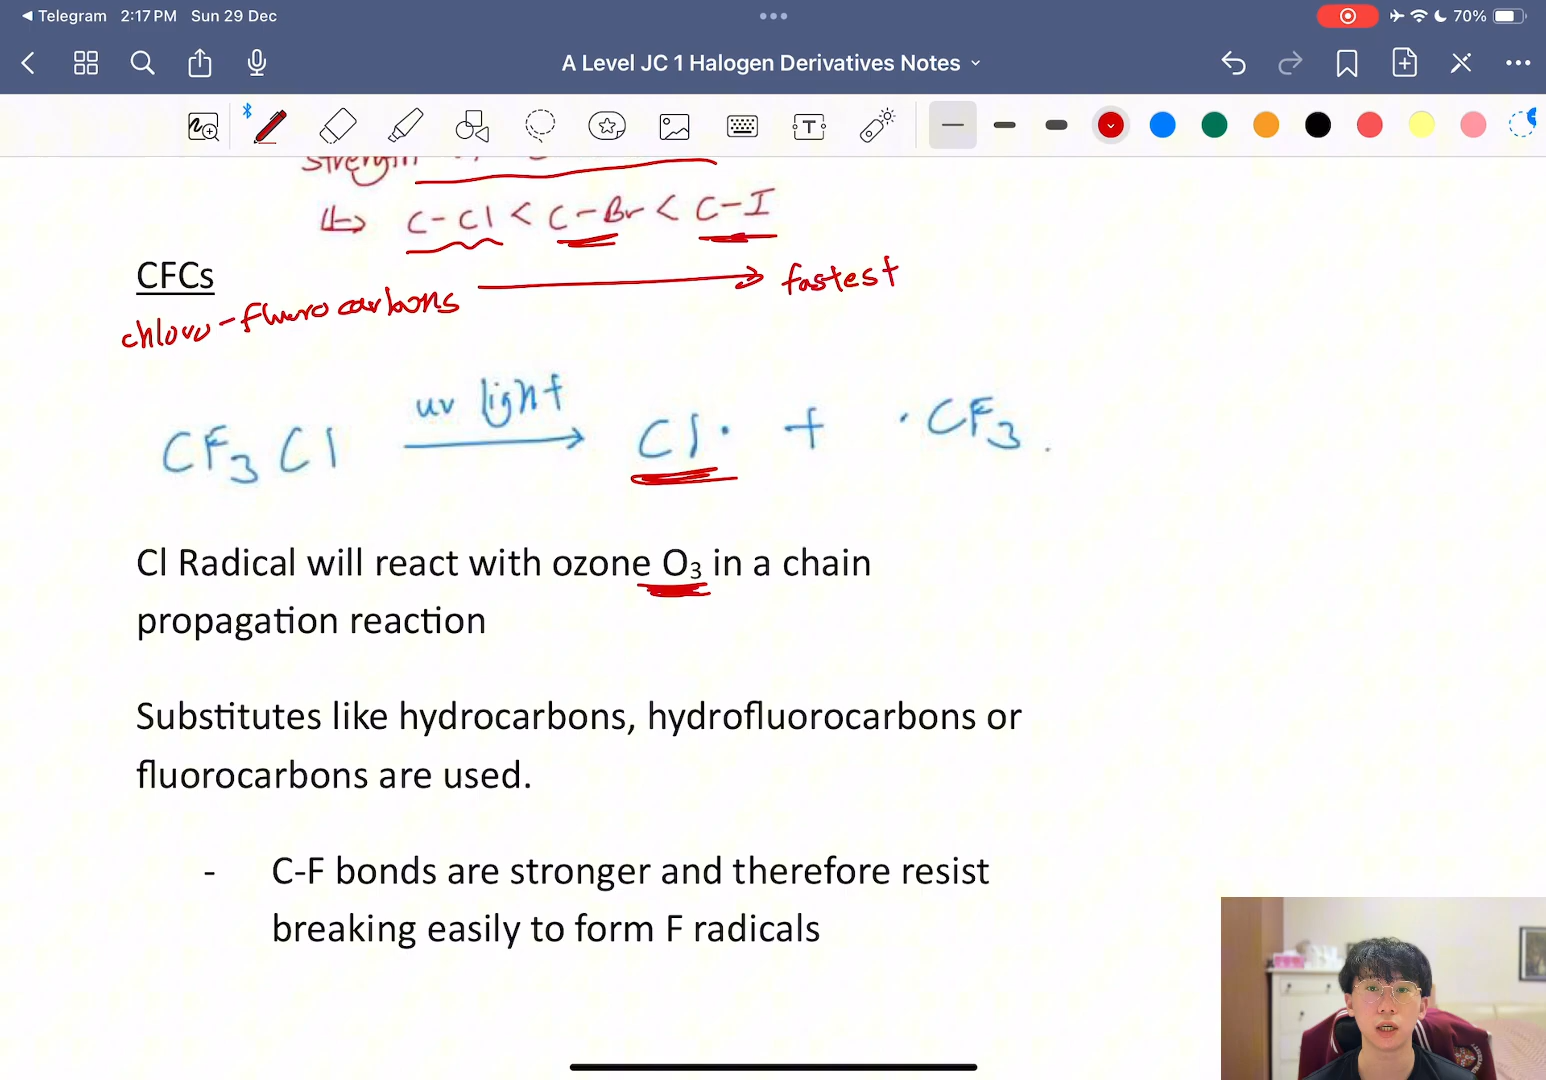 Telegram 2:17 PM Sun 29 Dec
70%
A Level JC 1 Halogen Derivatives Notes
strength
C-Cl < C-Br < C-I
CFCs
fastest
chloro-fluro carbons
uv light
CF₃Cl → Cl• + •CF₃.
Cl Radical will react with ozone O₃ in a chain
propagation reaction
Substitutes like hydrocarbons, hydrofluorocarbons or
fluorocarbons are used.
- C-F bonds are stronger and therefore resist
breaking easily to form F radicals